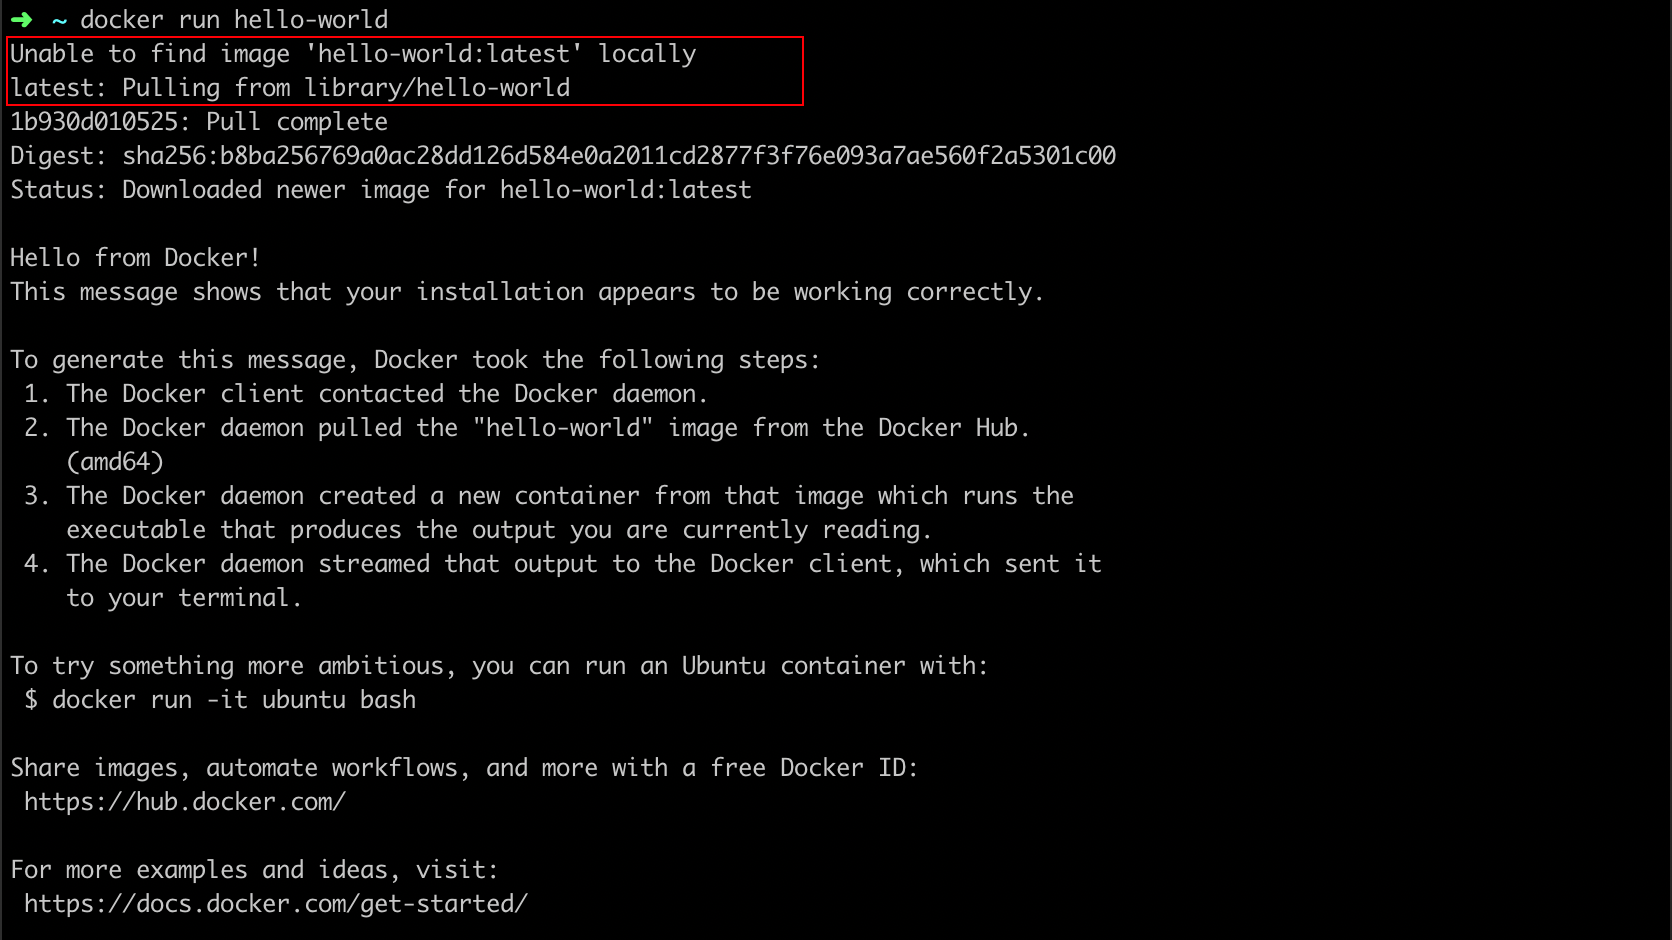 ➜  ~ docker run hello-world
Unable to find image 'hello-world:latest' locally
latest: Pulling from library/hello-world
1b930d010525: Pull complete
Digest: sha256:b8ba256769a0ac28dd126d584e0a2011cd2877f3f76e093a7ae560f2a5301c00
Status: Downloaded newer image for hello-world:latest

Hello from Docker!
This message shows that your installation appears to be working correctly.

To generate this message, Docker took the following steps:
 1. The Docker client contacted the Docker daemon.
 2. The Docker daemon pulled the "hello-world" image from the Docker Hub.
    (amd64)
 3. The Docker daemon created a new container from that image which runs the
    executable that produces the output you are currently reading.
 4. The Docker daemon streamed that output to the Docker client, which sent it
    to your terminal.

To try something more ambitious, you can run an Ubuntu container with:
 $ docker run -it ubuntu bash

Share images, automate workflows, and more with a free Docker ID:
 https://hub.docker.com/

For more examples and ideas, visit:
 https://docs.docker.com/get-started/